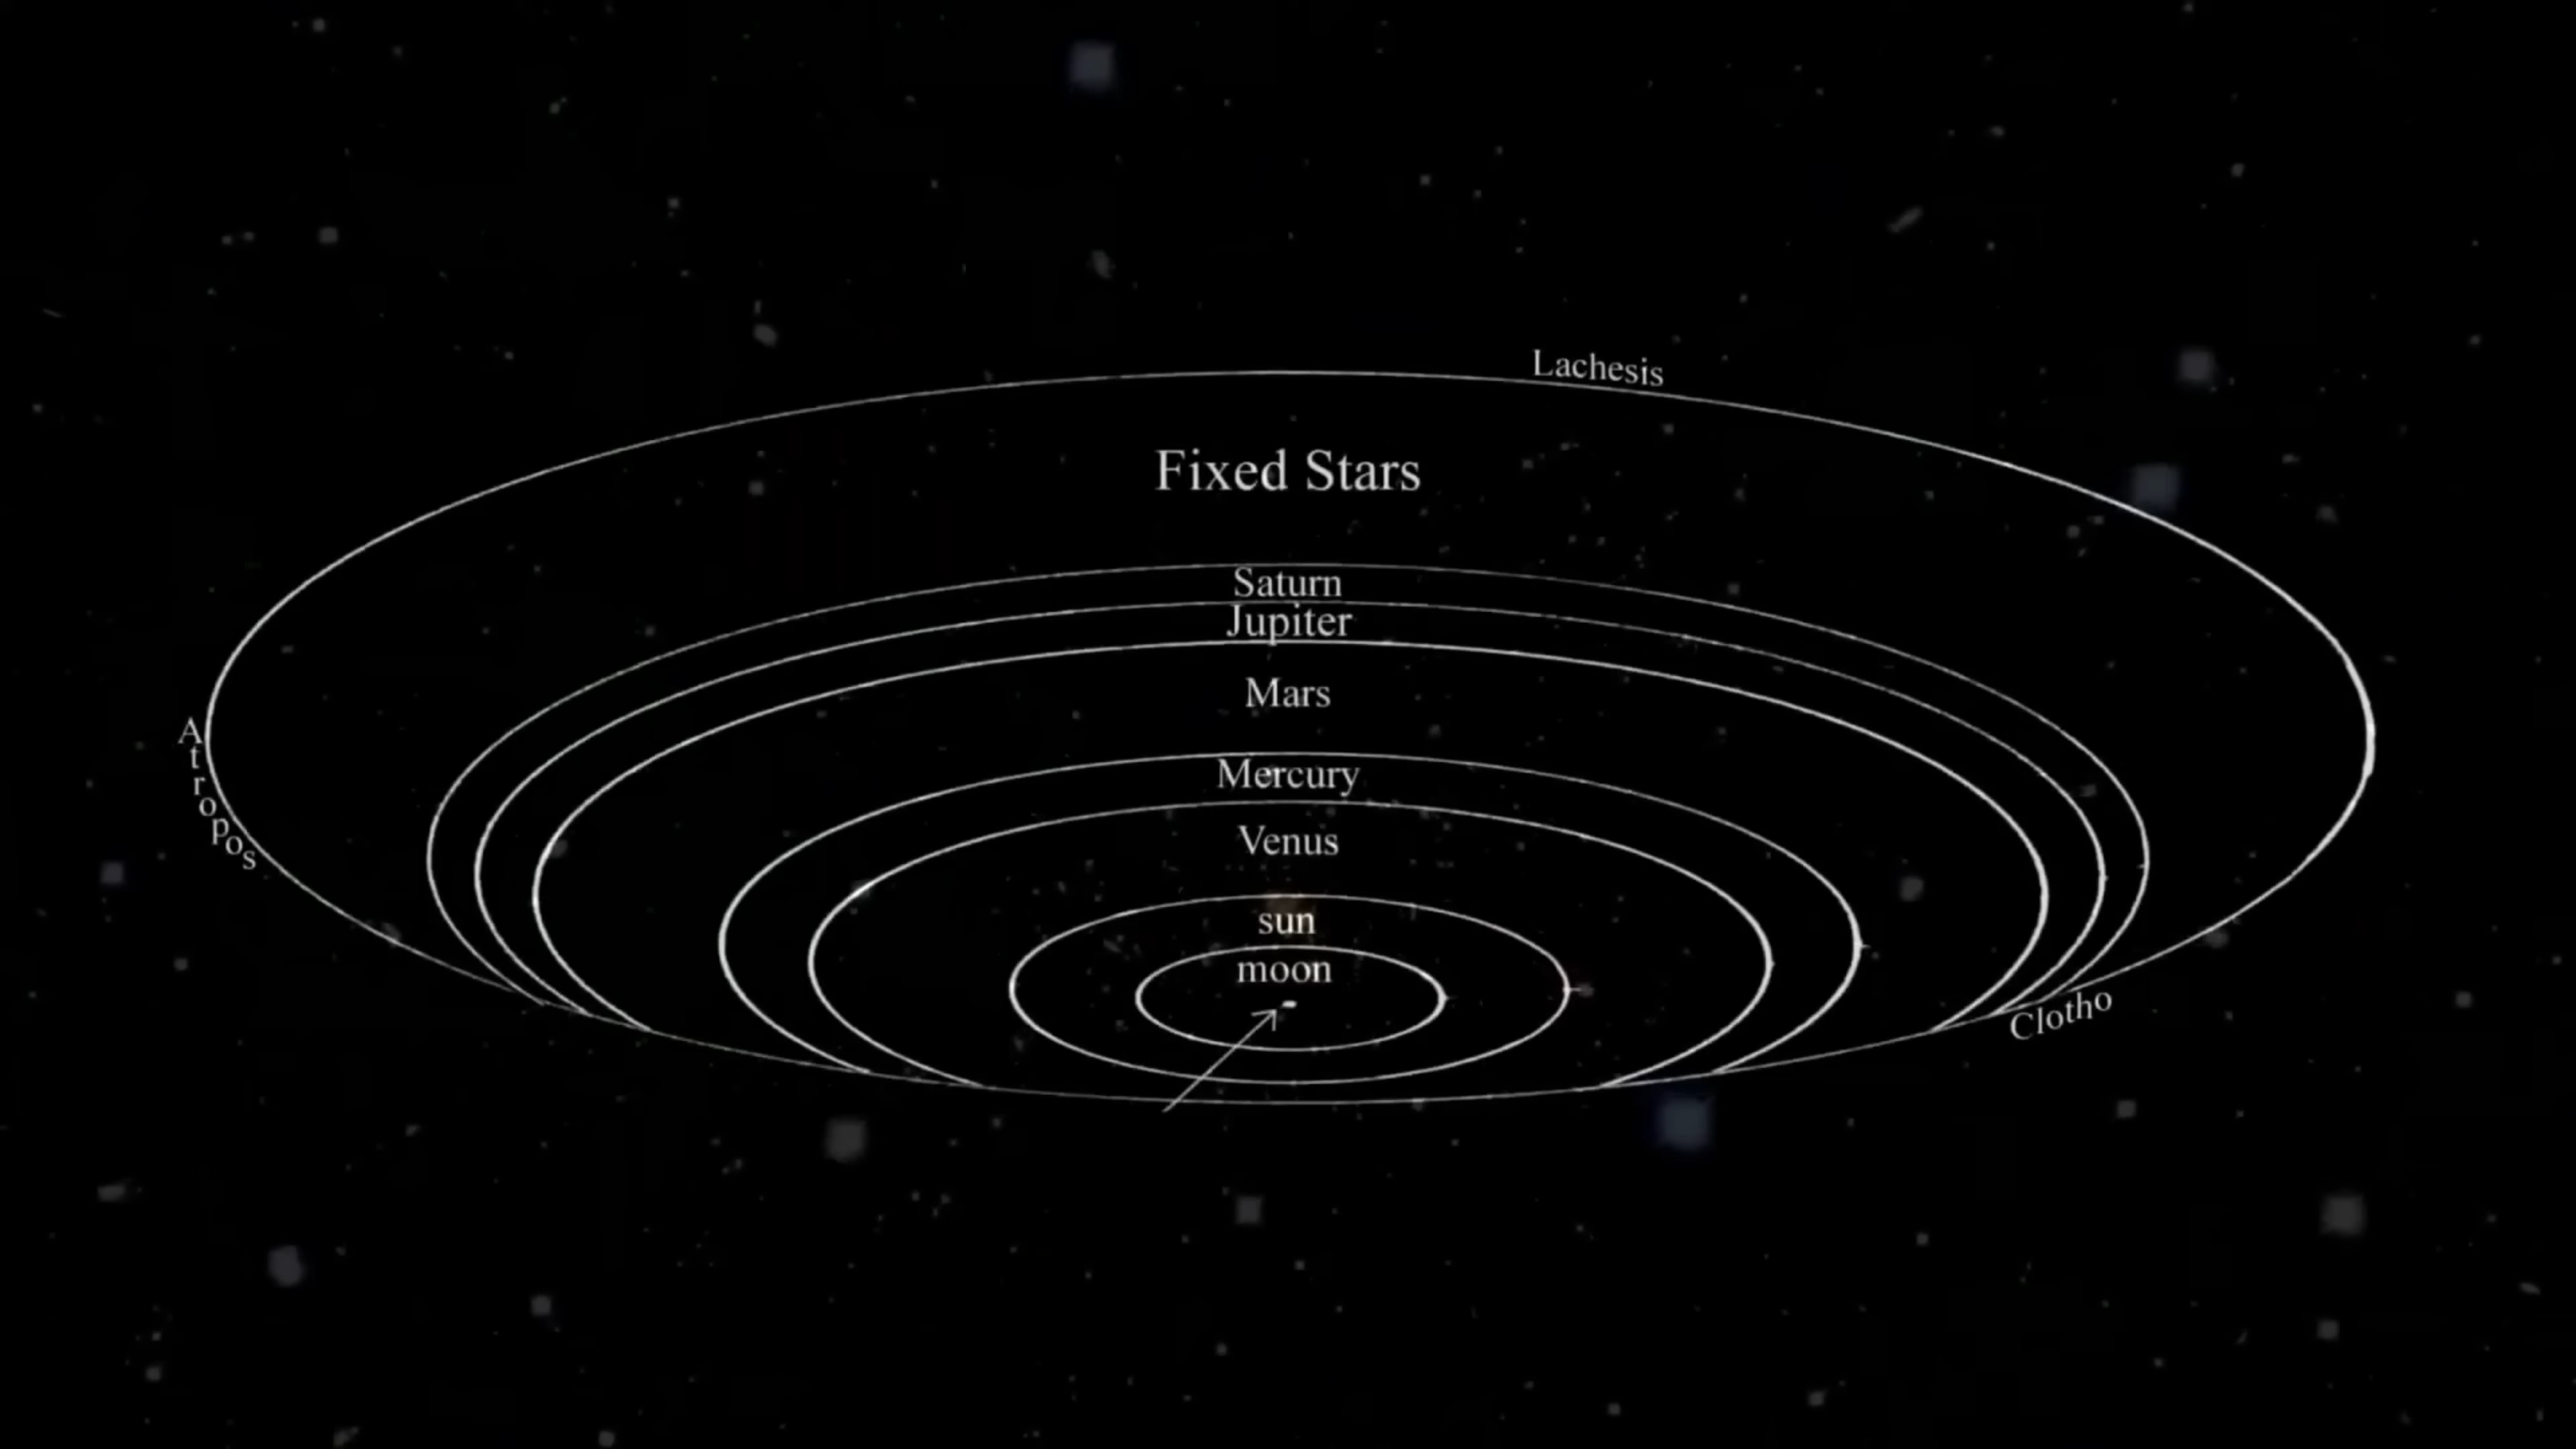 Lachesis
Fixed Stars
Saturn
Jupiter
Mars
Atropos
Mercury
Venus
sun
moon
Clotho